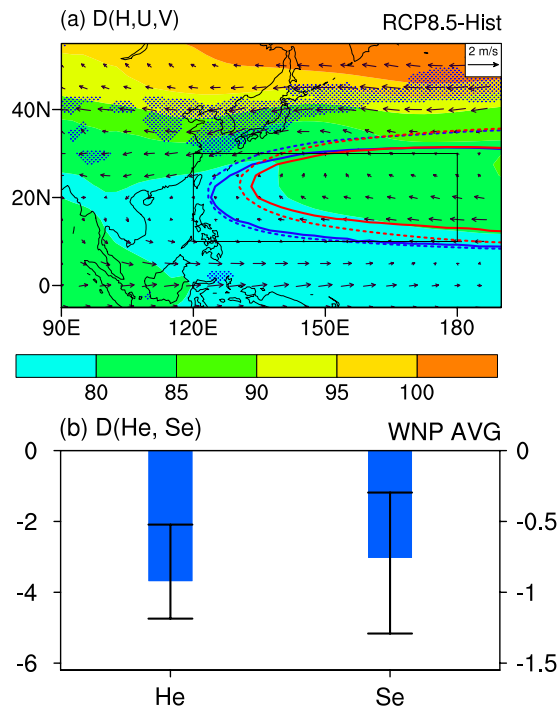 (a) D(H,U,V) RCP8.5-Hist
2 m/s
40N
20N
0
90E 120E 150E 180
80 85 90 95 100
(b) D(He, Se) WNP AVG
0 0
-2 -0.5
-4 -1
-6 -1.5
He Se